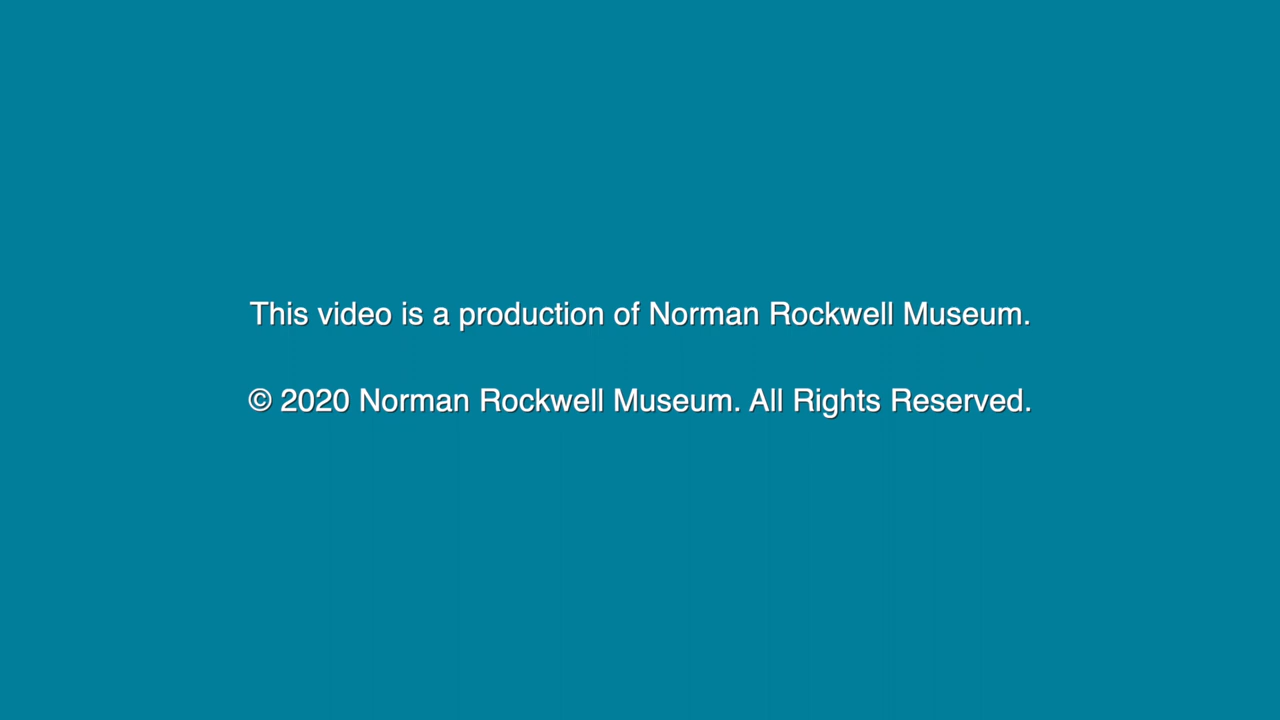 This video is a production of Norman Rockwell Museum.
© 2020 Norman Rockwell Museum. All Rights Reserved.